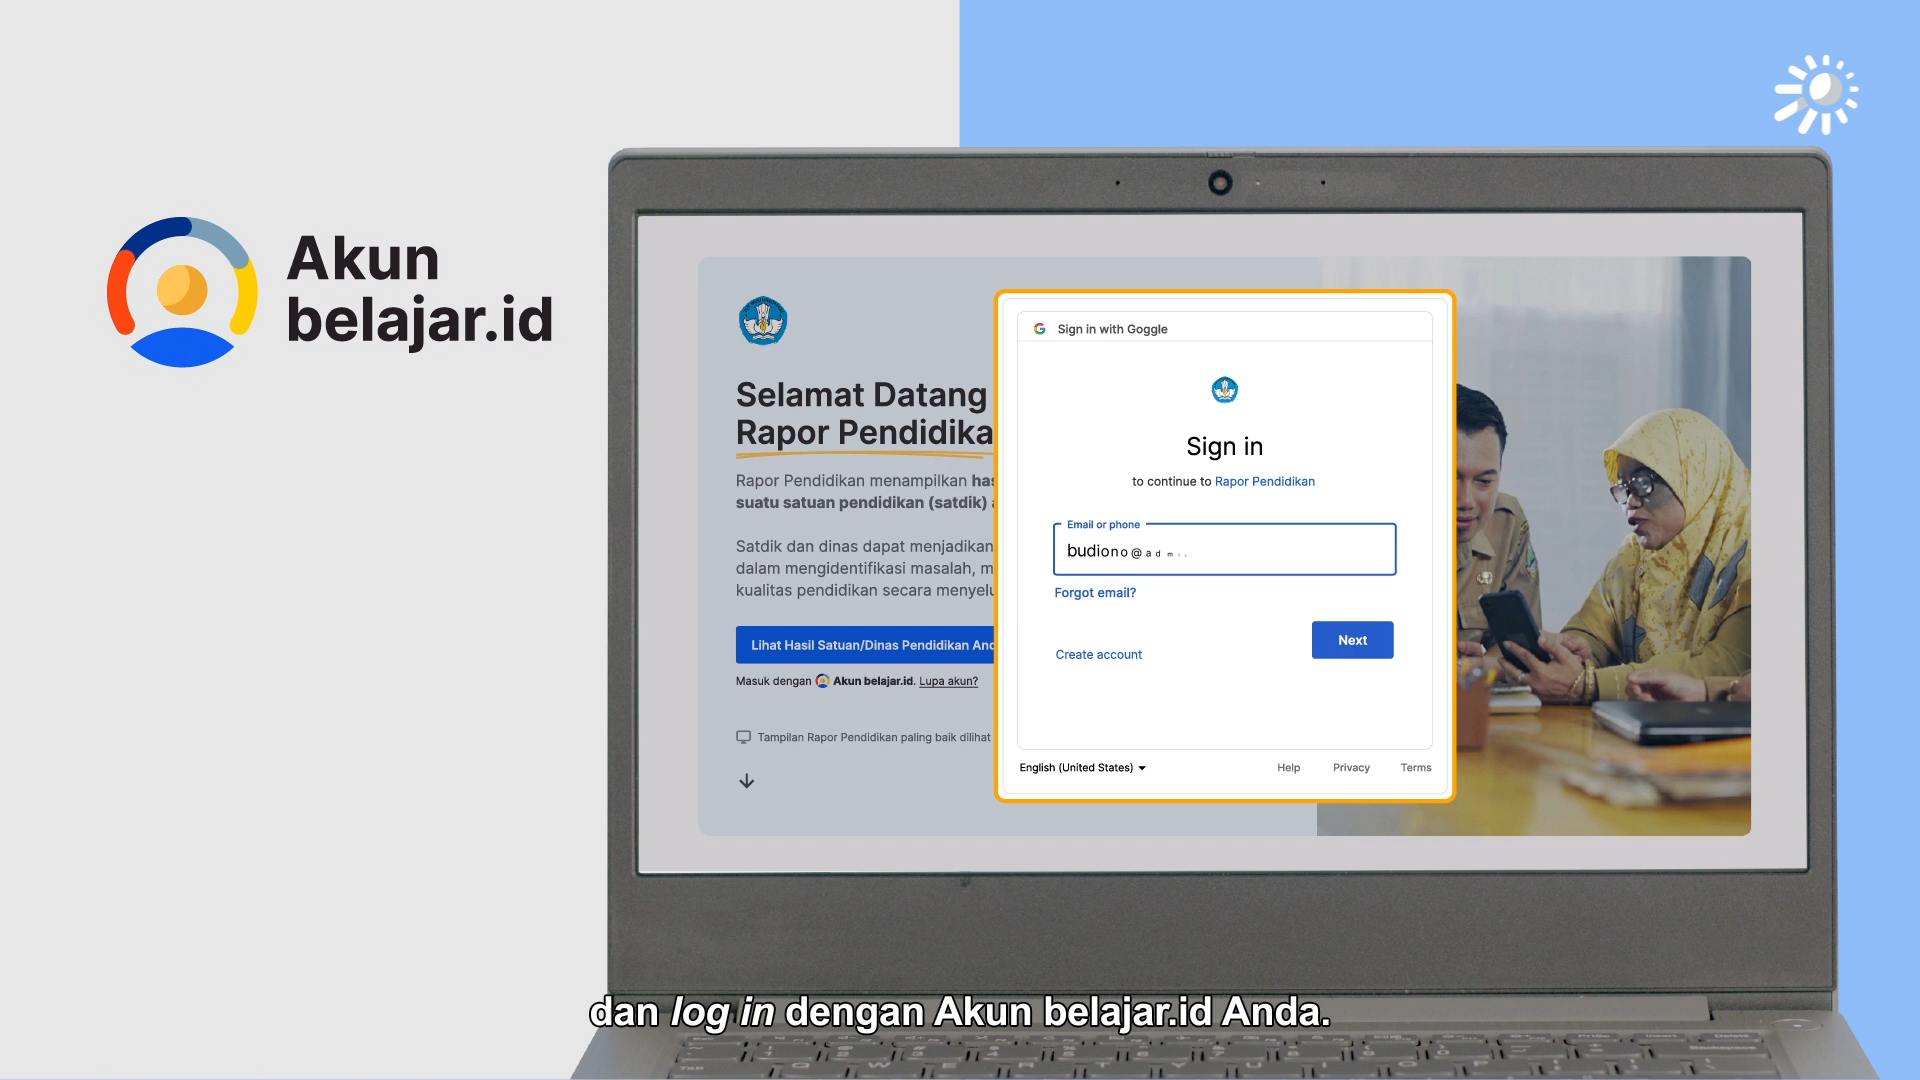 Akun
belajar.id
Selamat Datang
Rapor Pendidika
Rapor Pendidikan menampilkan has
suatu satuan pendidikan (satdik) a
Satdik dan dinas dapat menjadikan
dalam mengidentifikasi masalah, m
kualitas pendidikan secara menyelu
Lihat Hasil Satuan/Dinas Pendidikan And
Masuk dengan Akun belajar.id. Lupa akun?
Tampilan Rapor Pendidikan paling baik dilihat
Sign in with Goggle
Sign in
to continue to Rapor Pendidikan
Email or phone
budiono@admi.
Forgot email?
Create account
Next
English (United States)
Help Privacy Terms
dan log in dengan Akun belajar.id Anda.